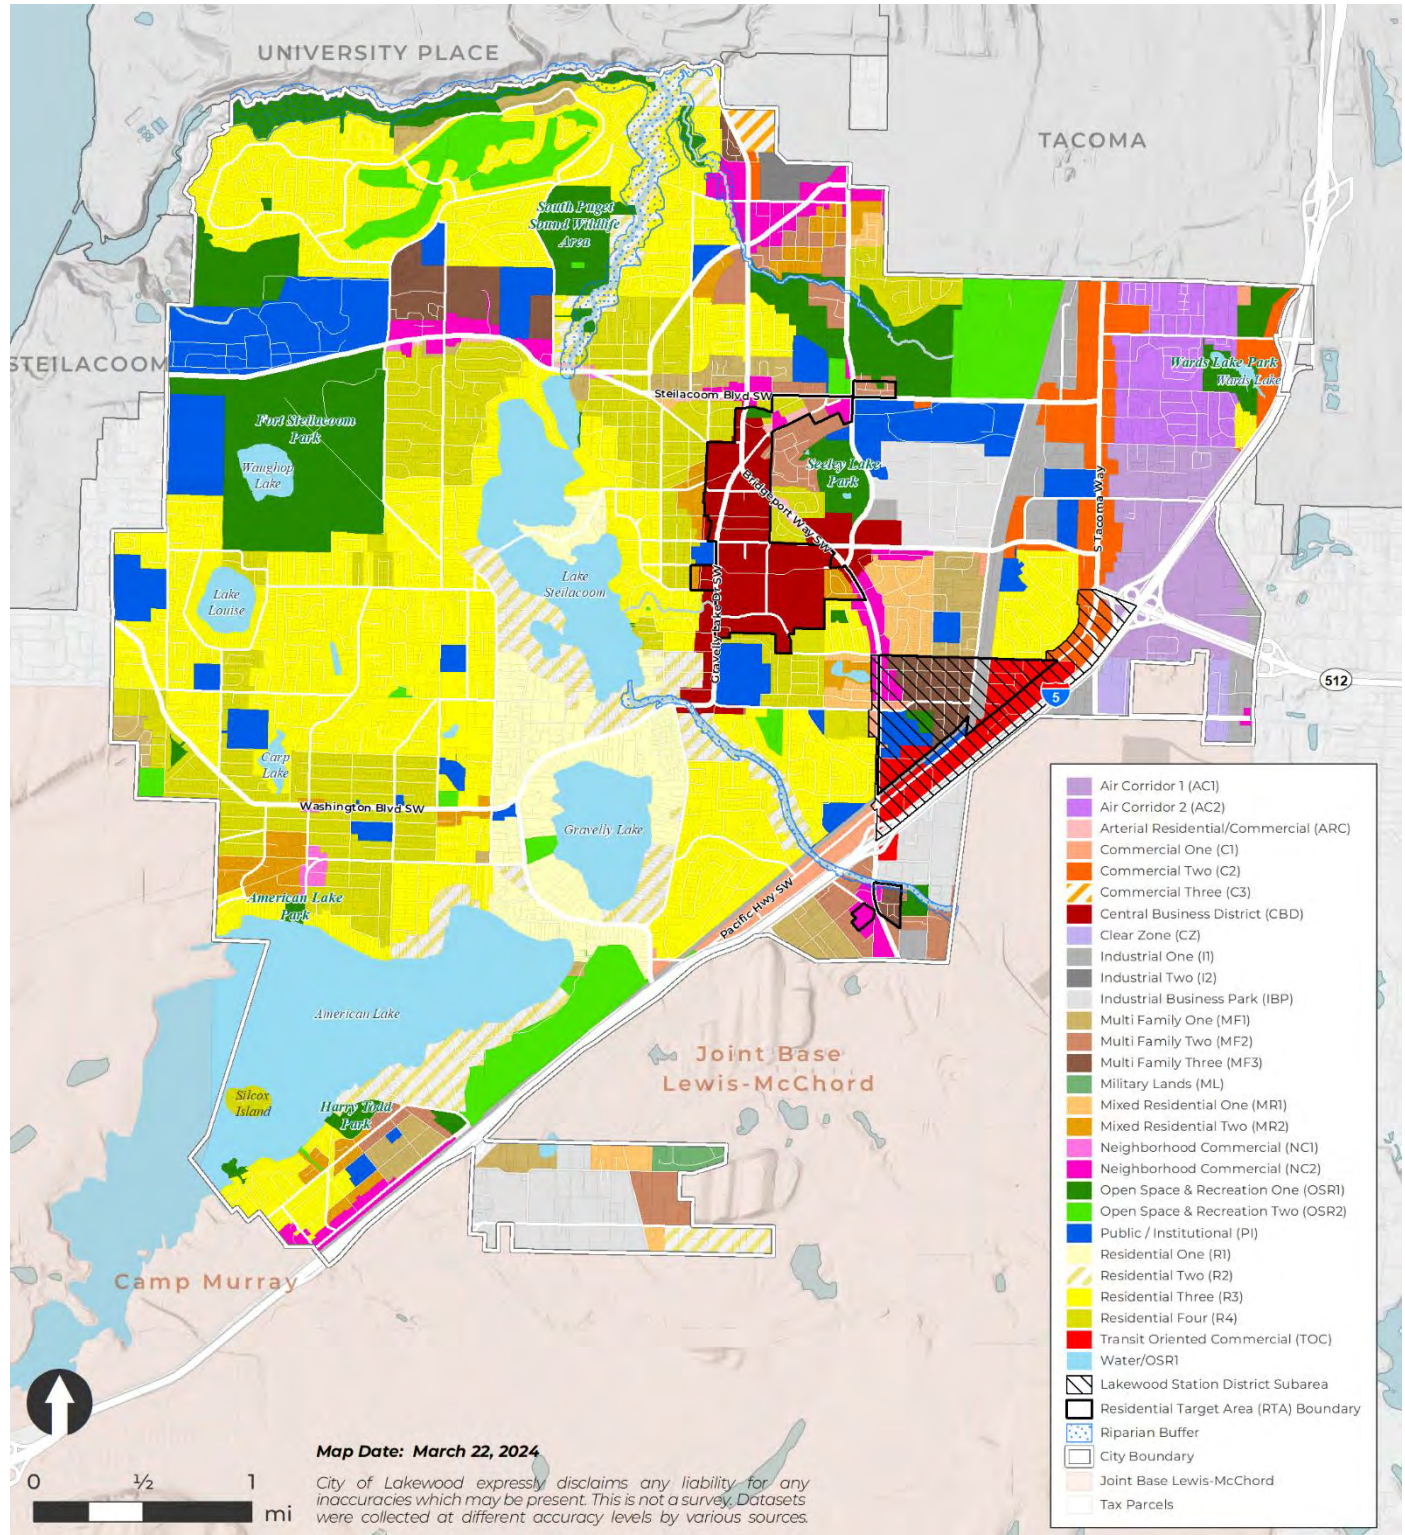 UNIVERSITY PLACE
TACOMA
South Puget
Sound Wildlife
Area
STEILACOOM
Wards Lake Park
Wards Lake
Steilacoom Blvd SW
Fort Steilacoom
Park
Waughop
Lake
Seeley Lake
Park
Bridgeport Way SW
S Tacoma Way
Lake
Steilacoom
Lake
Louise
Gravelly Lake Dr SW
512
5
Carp
Lake
Washington Blvd SW
Gravelly Lake
American Lake
Park
Pacific Hwy SW
American Lake
Joint Base
Lewis-McChord
Silcox
Island
Harry Todd
Park
Camp Murray
Air Corridor 1 (AC1)
Air Corridor 2 (AC2)
Arterial Residential/Commercial (ARC)
Commercial One (C1)
Commercial Two (C2)
Commercial Three (C3)
Central Business District (CBD)
Clear Zone (CZ)
Industrial One (I1)
Industrial Two (I2)
Industrial Business Park (IBP)
Multi Family One (MF1)
Multi Family Two (MF2)
Multi Family Three (MF3)
Military Lands (ML)
Mixed Residential One (MR1)
Mixed Residential Two (MR2)
Neighborhood Commercial (NC1)
Neighborhood Commercial (NC2)
Open Space & Recreation One (OSR1)
Open Space & Recreation Two (OSR2)
Public / Institutional (PI)
Residential One (R1)
Residential Two (R2)
Residential Three (R3)
Residential Four (R4)
Transit Oriented Commercial (TOC)
Water/OSR1
Lakewood Station District Subarea
Residential Target Area (RTA) Boundary
Riparian Buffer
City Boundary
Joint Base Lewis-McChord
Tax Parcels
Map Date: March 22, 2024
City of Lakewood expressly disclaims any liability for any
inaccuracies which may be present. This is not a survey. Datasets
were collected at different accuracy levels by various sources.
0 ½ 1
mi